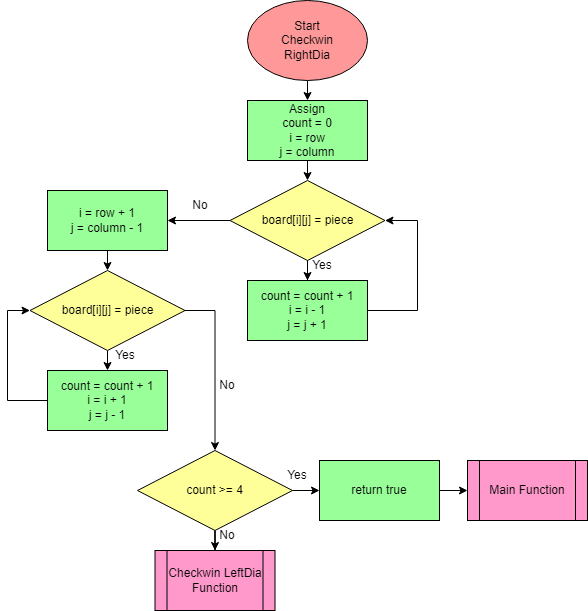 Start
Checkwin
RightDia
Assign
count = 0
i = row
j = column
board[i][j] = piece
No
Yes
i = row + 1
j = column - 1
count = count + 1
i = i - 1
j = j + 1
board[i][j] = piece
Yes
No
count = count + 1
i = i + 1
j = j - 1
count >= 4
Yes
return true
Main Function
No
Checkwin LeftDia
Function